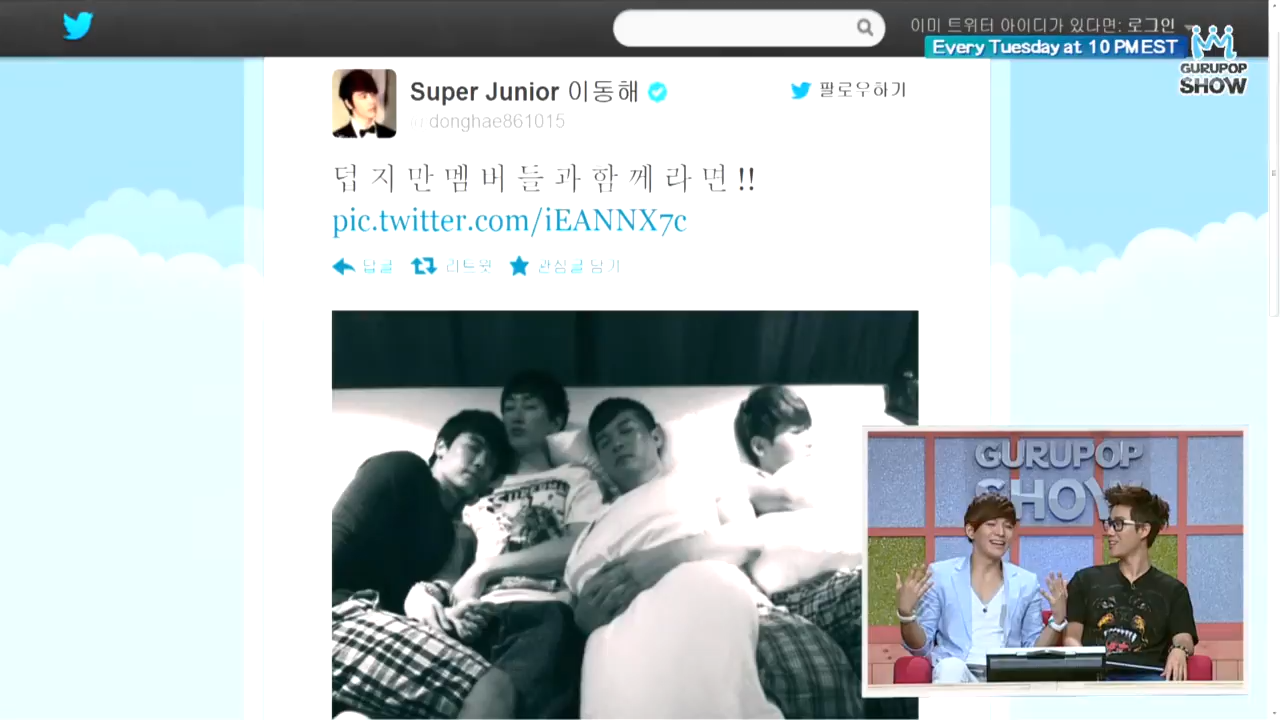 이미 트위터 아이디가 있다면: 로그인
Every Tuesday at 10 PM EST
GURUPOP
SHOW
Super Junior 이동해
팔로우하기
@donghae861015
덥 지 만 멤 버 들 과 함 께 라 면 !!
pic.twitter.com/iEANNX7c
답글 리트윗 관심글 담기
SUPERMAN
GURUPOP
SHOW